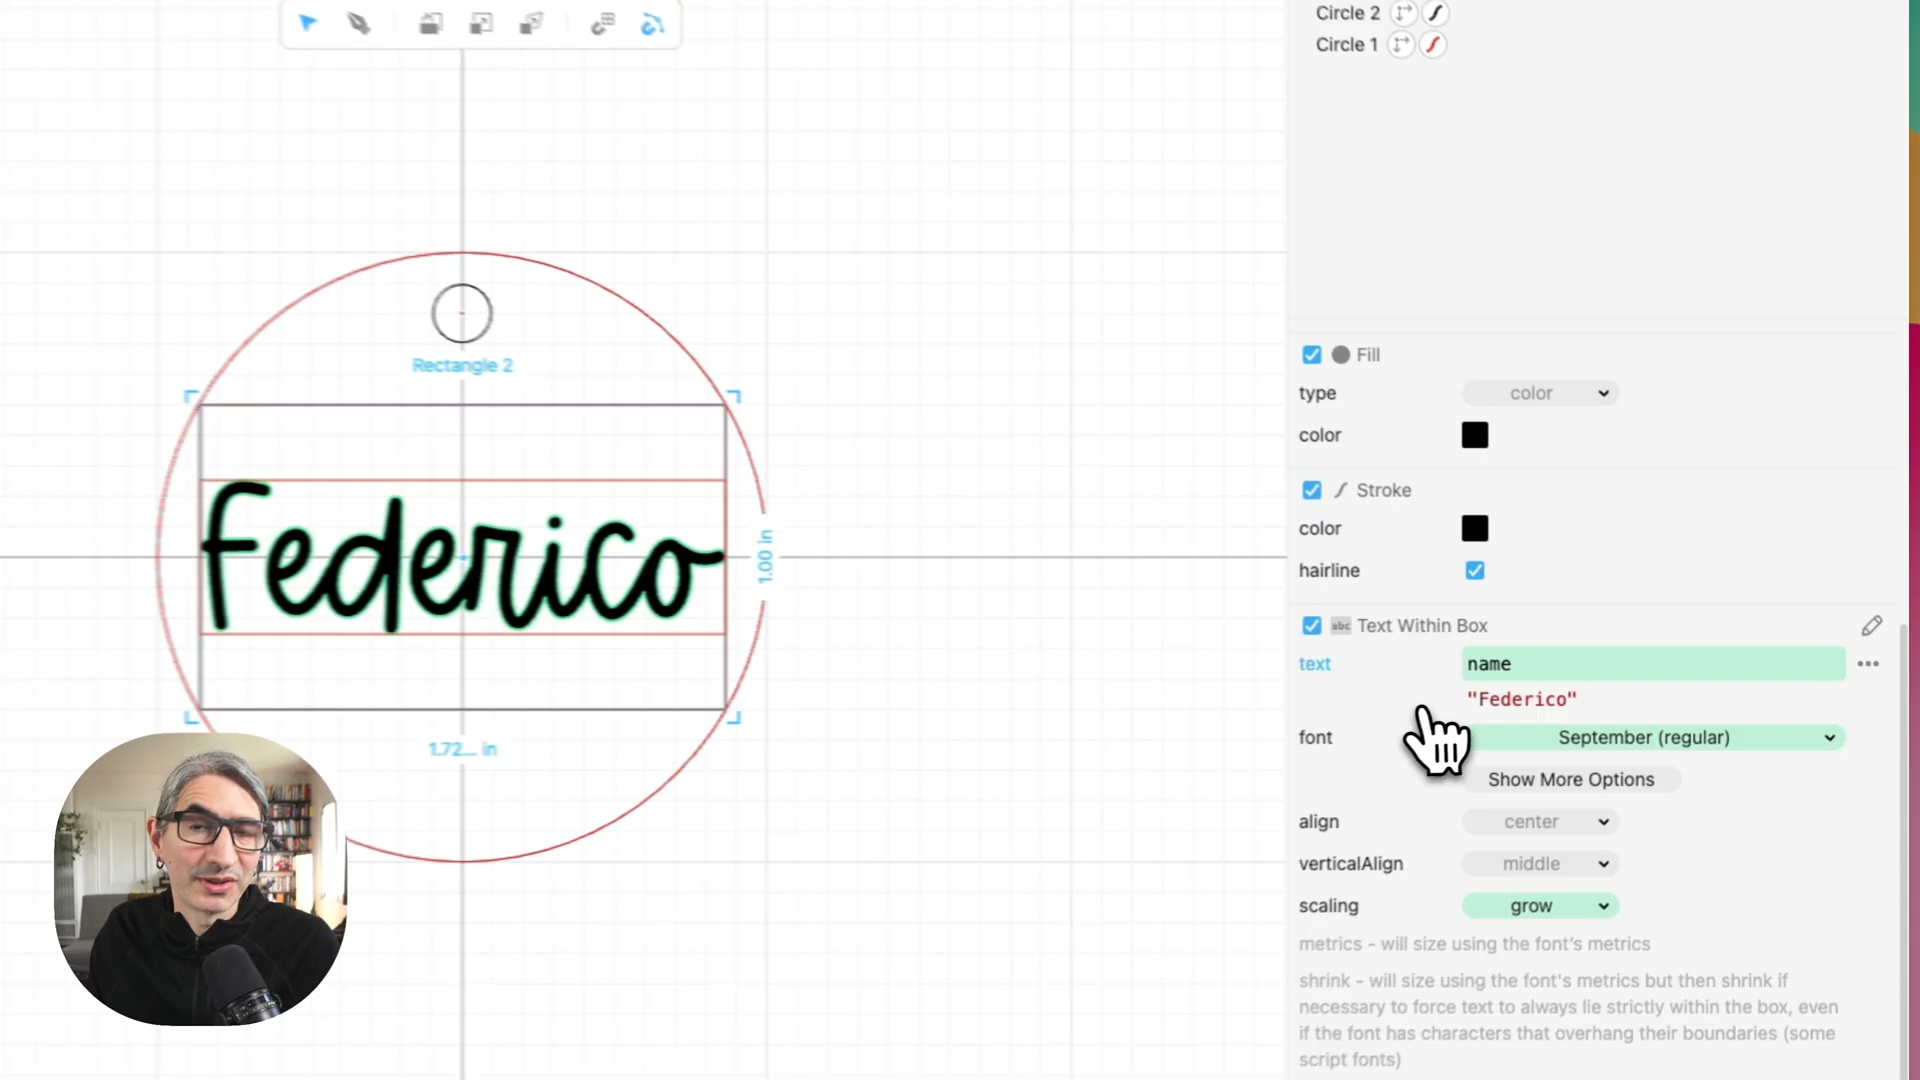 Circle 2
Circle 1
Rectangle 2
Federico
1.00 in
1.72... in
Fill
type color
color
Stroke
color
hairline
abc Text Within Box
text name
"Federico"
font September (regular)
Show More Options
align center
verticalAlign middle
scaling grow
metrics - will size using the font's metrics
shrink - will size using the font's metrics but then shrink if
necessary to force text to always lie strictly within the box, even
if the font has characters that overhang their boundaries (some
script fonts)